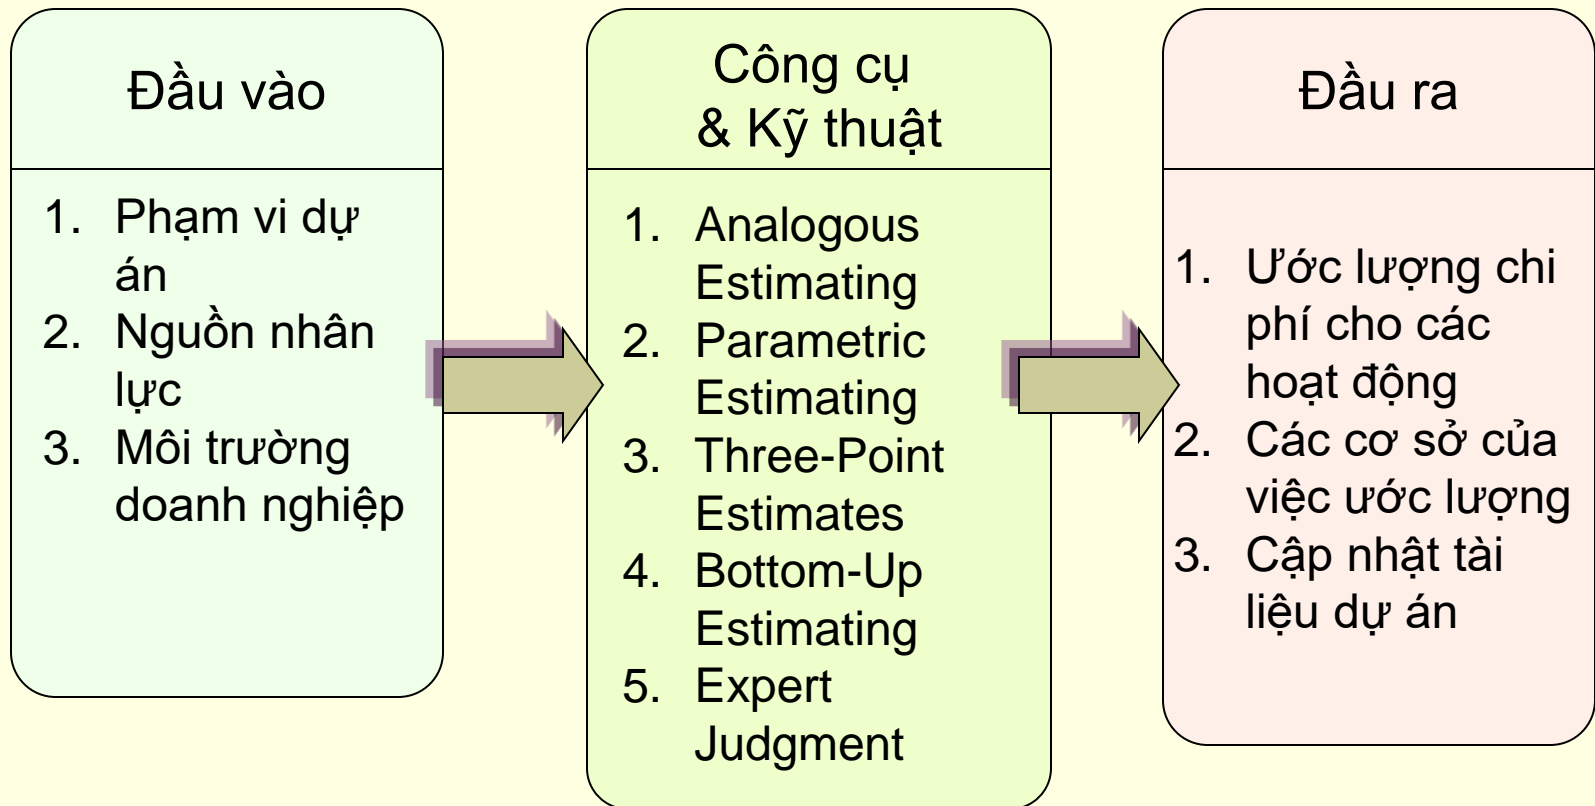 Đầu vào
1. Phạm vi dự
án
2. Nguồn nhân
lực
3. Môi trường
doanh nghiệp
Công cụ
& Kỹ thuật
1. Analogous
Estimating
2. Parametric
Estimating
3. Three-Point
Estimates
4. Bottom-Up
Estimating
5. Expert
Judgment
Đầu ra
1. Ước lượng chi
phí cho các
hoạt động
2. Các cơ sở của
việc ước lượng
3. Cập nhật tài
liệu dự án